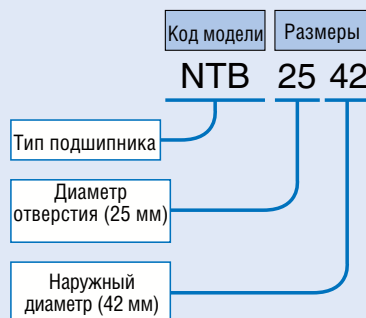 Код модели Размеры
NTB 25 42
Тип подшипника
Диаметр
отверстия (25 мм)
Наружный
диаметр (42 мм)